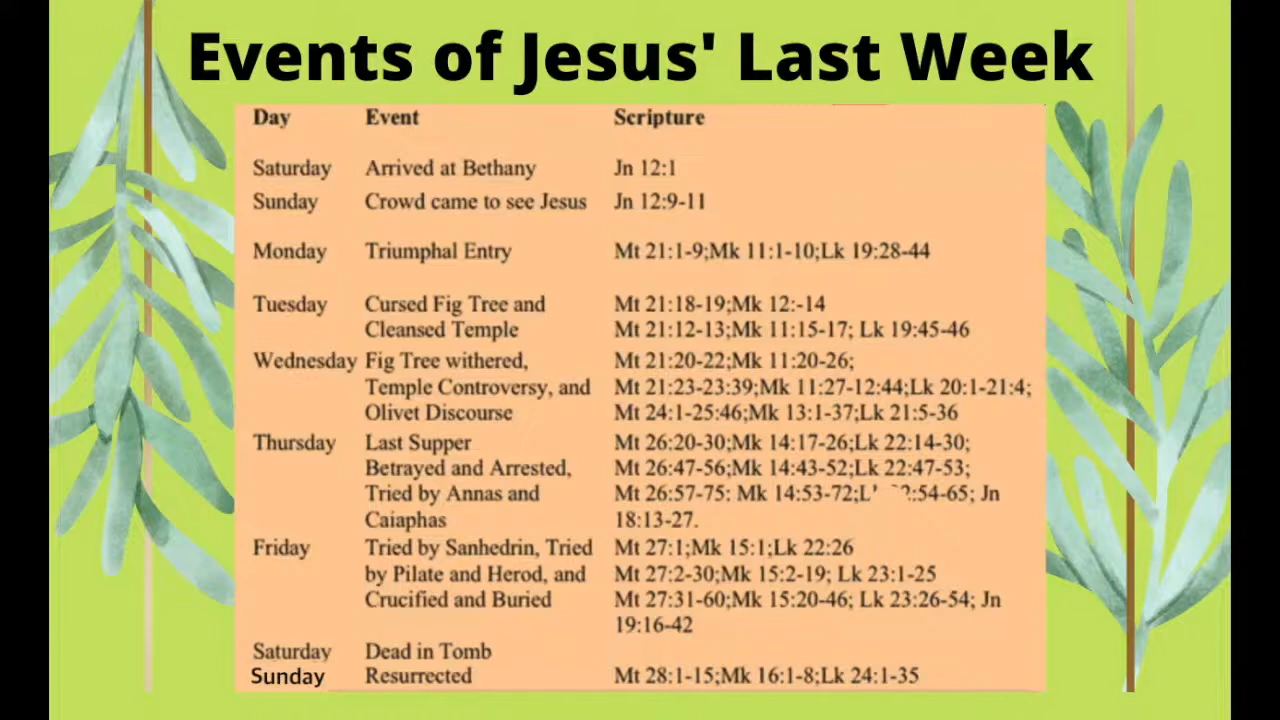 Events of Jesus' Last Week
Day Event Scripture
Saturday Arrived at Bethany Jn 12:1
Sunday Crowd came to see Jesus Jn 12:9-11
Monday Triumphal Entry Mt 21:1-9;Mk 11:1-10;Lk 19:28-44
Tuesday Cursed Fig Tree and Mt 21:18-19;Mk 12:-14
Cleansed Temple Mt 21:12-13;Mk 11:15-17; Lk 19:45-46
Wednesday Fig Tree withered, Mt 21:20-22;Mk 11:20-26;
Temple Controversy, and Mt 21:23-23:39;Mk 11:27-12:44;Lk 20:1-21:4;
Olivet Discourse Mt 24:1-25:46;Mk 13:1-37;Lk 21:5-36
Thursday Last Supper Mt 26:20-30;Mk 14:17-26;Lk 22:14-30;
Betrayed and Arrested, Mt 26:47-56;Mk 14:43-52;Lk 22:47-53;
Tried by Annas and Mt 26:57-75: Mk 14:53-72; Jn
Caiaphas 18:13-27.
Friday Tried by Sanhedrin, Tried Mt 27:1;Mk 15:1;Lk 22:26
by Pilate and Herod, and Mt 27:2-30;Mk 15:2-19; Lk 23:1-25
Crucified and Buried Mt 27:31-60;Mk 15:20-46; Lk 23:26-54; Jn
19:16-42
Saturday Dead in Tomb
Sunday Resurrected Mt 28:1-15;Mk 16:1-8;Lk 24:1-35